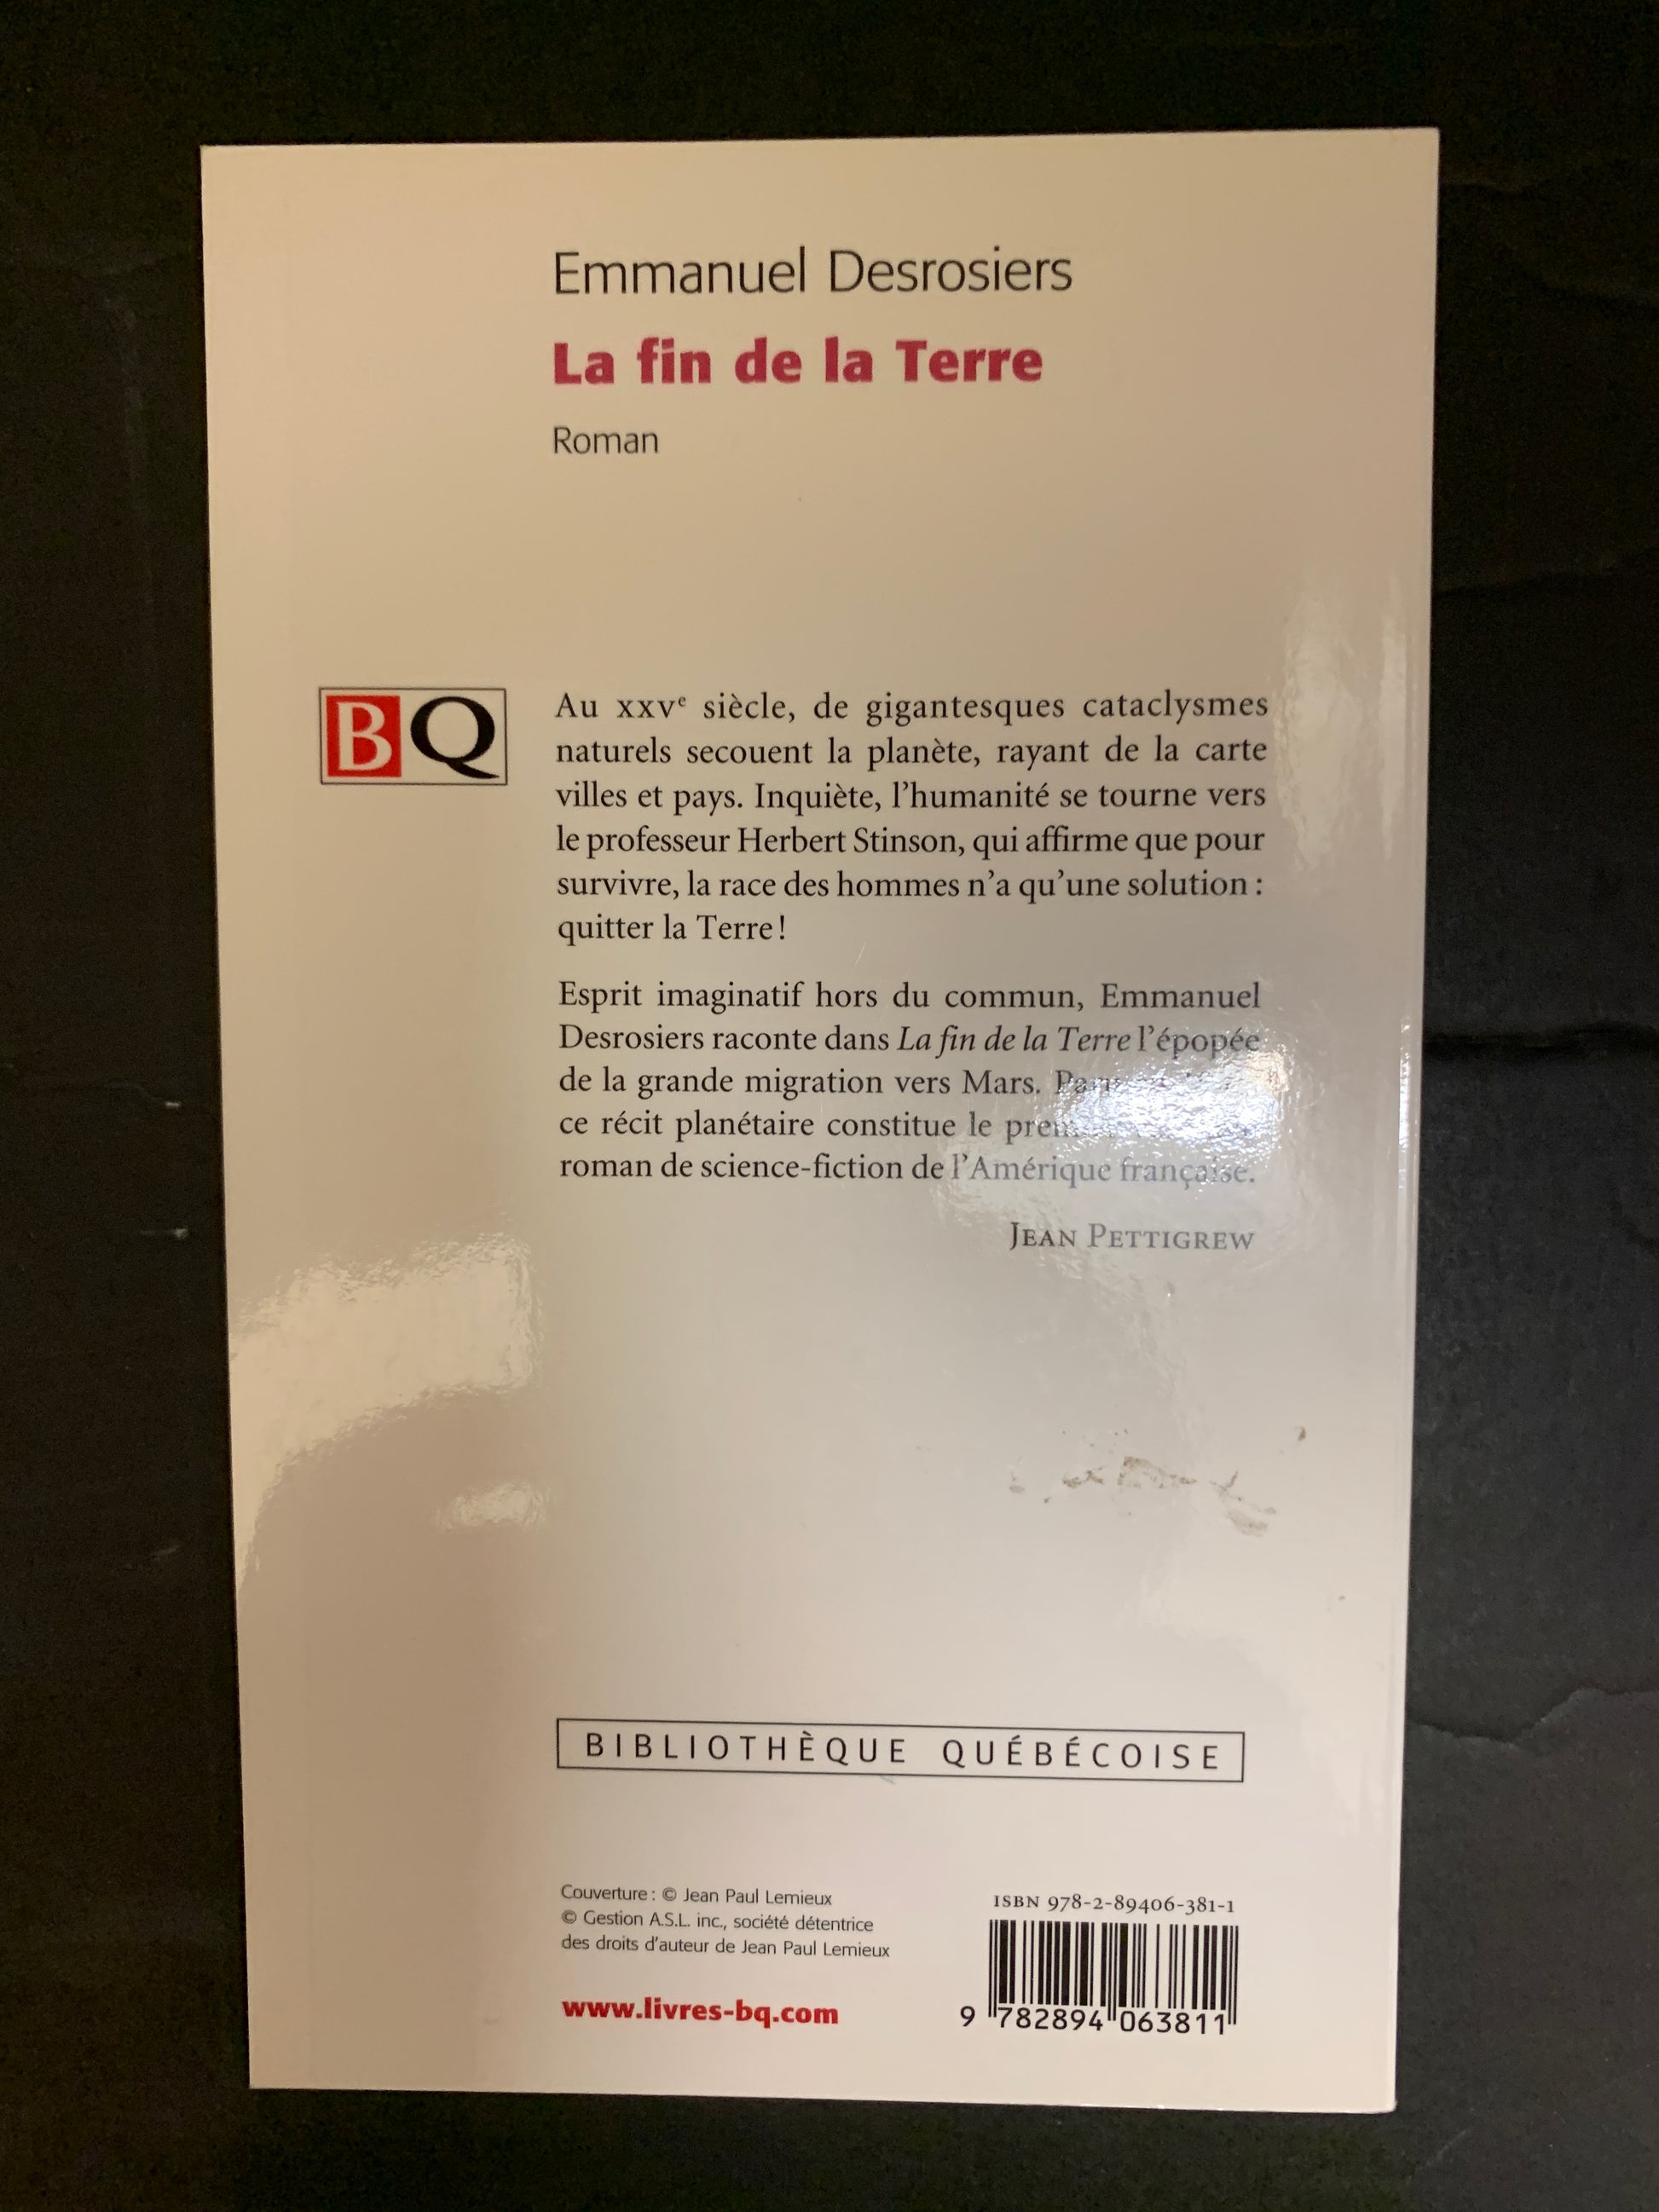 Emmanuel Desrosiers
La fin de la Terre
Roman
BQ
Au XXVe siècle, de gigantesques cataclysmes
naturels secouent la planète, rayant de la carte
villes et pays. Inquiète, l'humanité se tourne vers
le professeur Herbert Stinson, qui affirme que pour
survivre, la race des hommes n'a qu'une solution :
quitter la Terre !
Esprit imaginatif hors du commun, Emmanuel
Desrosiers raconte dans La fin de la Terre l'épopée
de la grande migration vers Mars.
ce récit planétaire constitue le
roman de science-fiction de l'Amérique française.
JEAN PETTIGREW
BIBLIOTHÈQUE QUÉBÉCOISE
Couverture : © Jean Paul Lemieux
© Gestion A.S.L. inc., société détentrice
des droits d'auteur de Jean Paul Lemieux
www.livres-bq.com
ISBN 978-2-89406-381-1
9 782894 063811